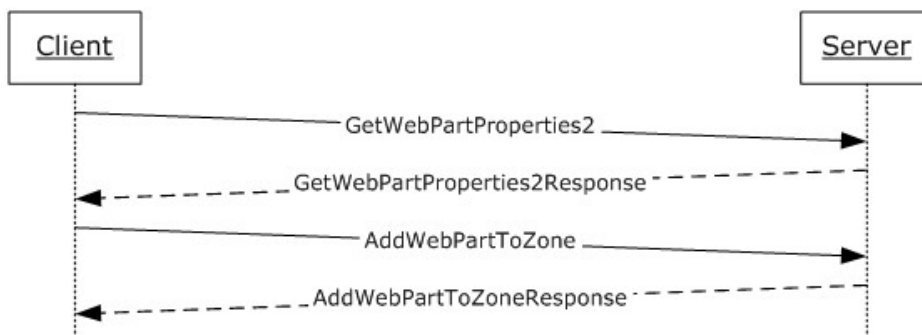 Client
Server
GetWebPartProperties2
GetWebPartProperties2Response
AddWebPartToZone
AddWebPartToZoneResponse